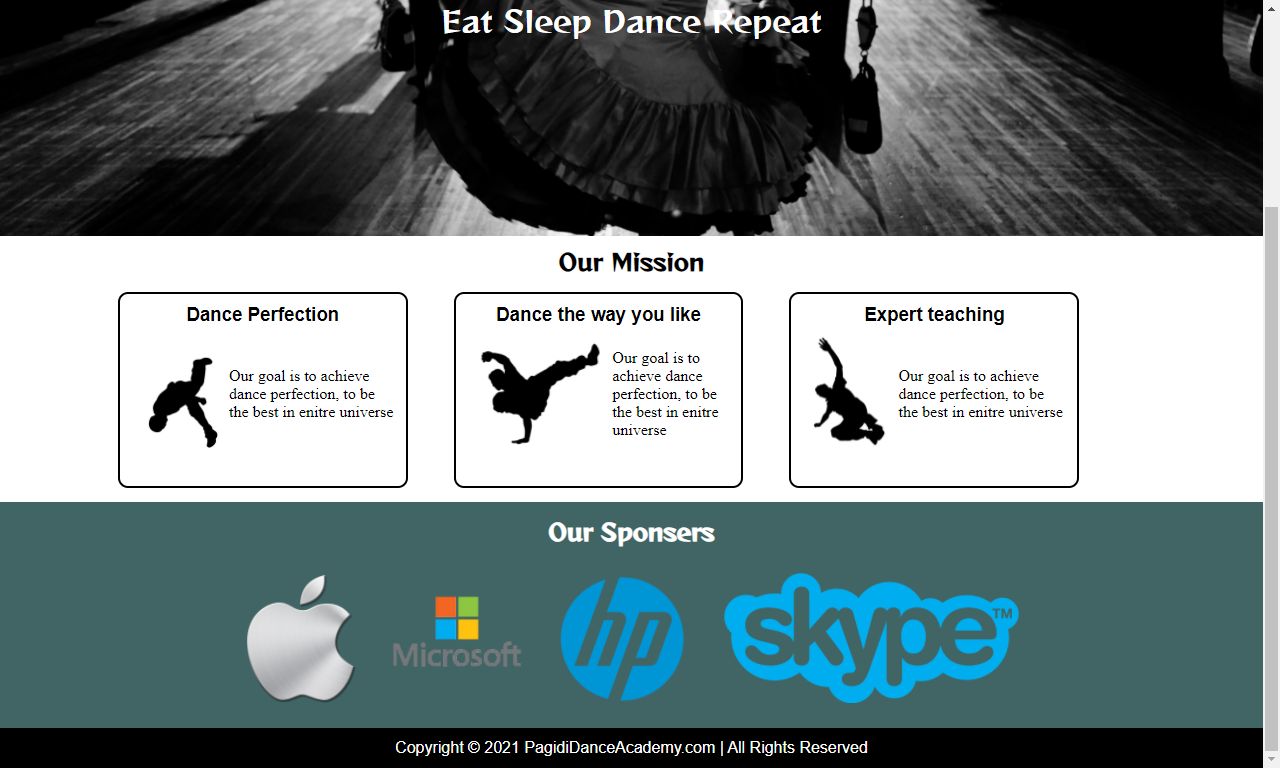 Eat Sleep Dance Repeat
Our Mission
Dance Perfection
Our goal is to achieve
dance perfection, to be
the best in enitre universe
Dance the way you like
Our goal is to
achieve dance
perfection, to be
the best in enitre
universe
Expert teaching
Our goal is to achieve
dance perfection, to be
the best in enitre universe
Our Sponsers
Microsoft
hp
skype™
Copyright © 2021 PagidiDanceAcademy.com | All Rights Reserved